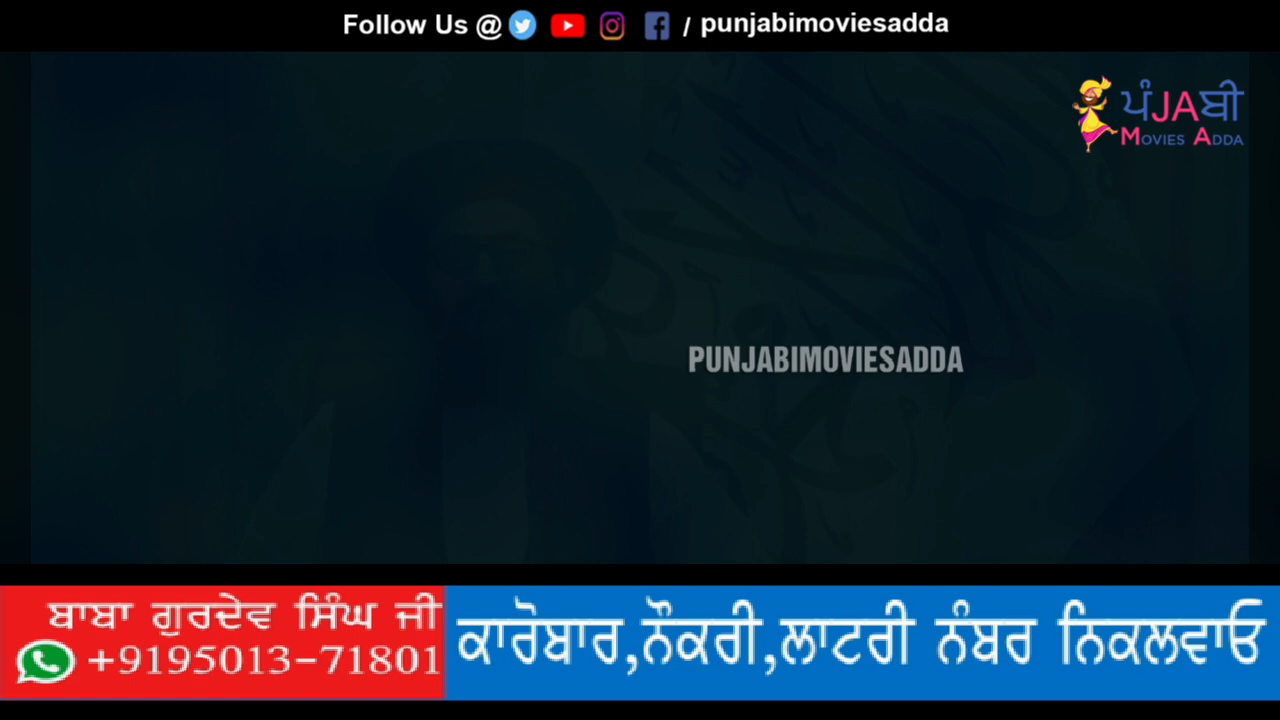 Follow Us @ / punjabimoviesadda
ਪੰJAਬੀ
MOVIES ADDA
PUNJABIMOVIESADDA
ਬਾਬਾ ਗੁਰਦੇਵ ਸਿੰਘ ਜੀ
+9195013-71801
ਕਾਰੋਬਾਰ,ਨੌਕਰੀ,ਲਾਟਰੀ ਨੰਬਰ ਨਿਕਲਵਾਓ